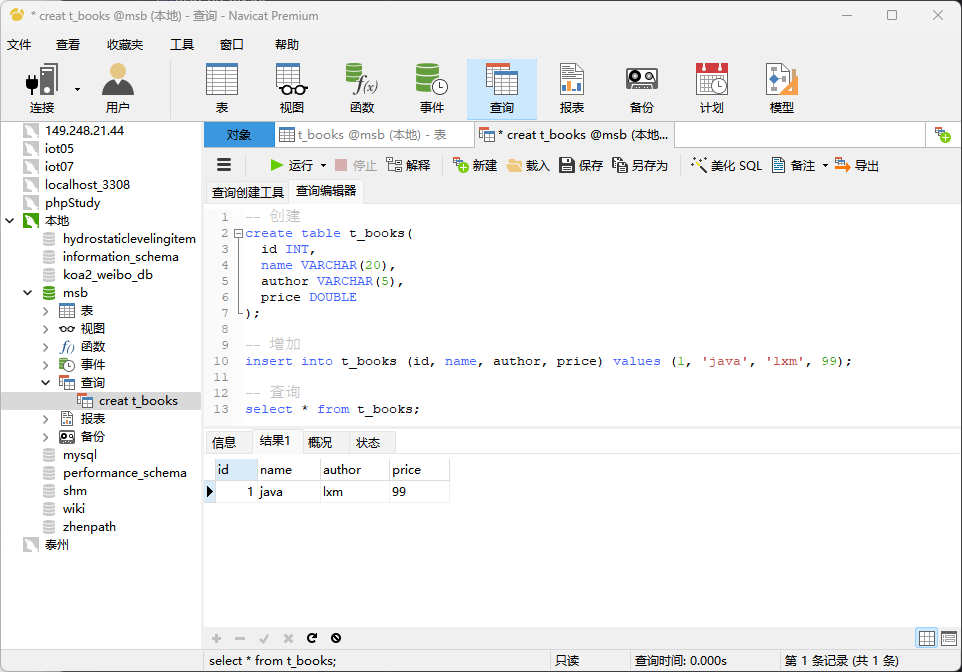 * creat t_books @msb (本地) - 查询 - Navicat Premium
文件 查看 收藏夹 工具 窗口 帮助
连接 用户 表 视图 函数 事件 查询 报表 备份 计划 模型
149.248.21.44
iot05
iot07
localhost_3308
phpStudy
本地
hydrostaticlevelingitem
information_schema
koa2_weibo_db
msb
表
视图
函数
事件
查询
creat t_books
报表
备份
mysql
performance_schema
shm
wiki
zhenpath
泰州
对象 t_books @msb (本地) - 表 * creat t_books @msb (本地...
运行 停止 解释 新建 载入 保存 另存为 美化 SQL 备注 导出
查询创建工具 查询编辑器
1 -- 创建
2 create table t_books(
3 id INT,
4 name VARCHAR(20),
5 author VARCHAR(5),
6 price DOUBLE
7 );
8
9 -- 增加
10 insert into t_books (id, name, author, price) values (1, 'java', 'lxm', 99);
11
12 -- 查询
13 select * from t_books;
信息 结果1 概况 状态
id name author price
1 java lxm 99
select * from t_books; 只读 查询时间: 0.000s 第 1 条记录 (共 1 条)